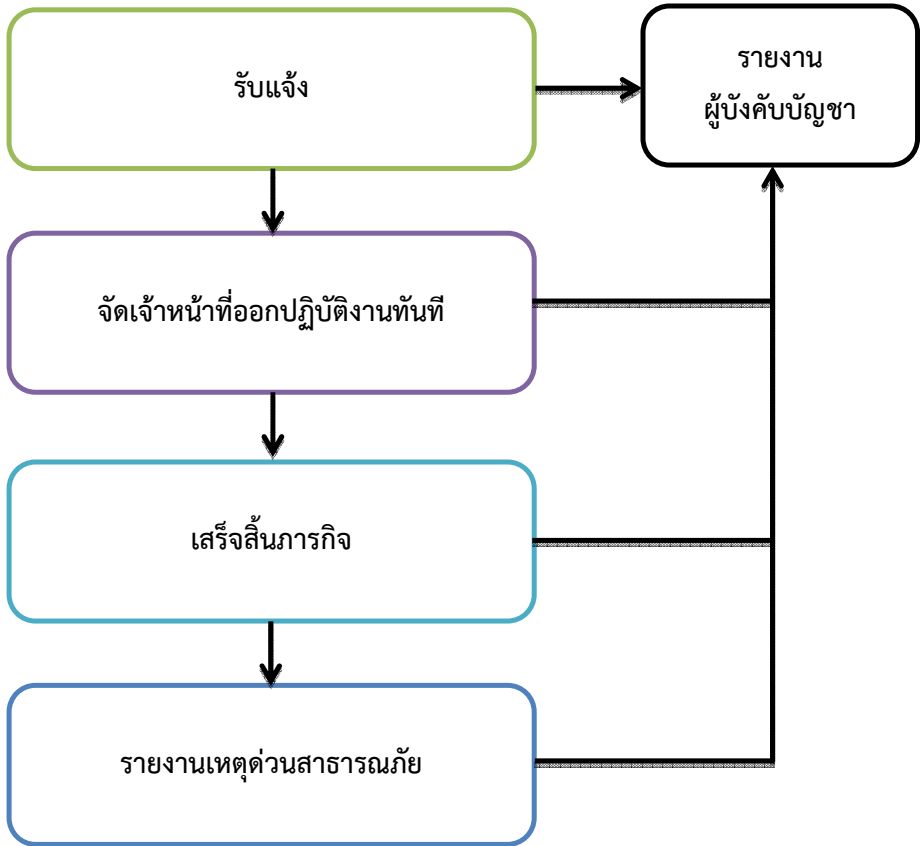 รับแจ้ง
รายงาน
ผู้บังคับบัญชา
จัดเจ้าหน้าที่ออกปฏิบัติงานทันที
เสร็จสิ้นภารกิจ
รายงานเหตุด่วนสาธารณภัย